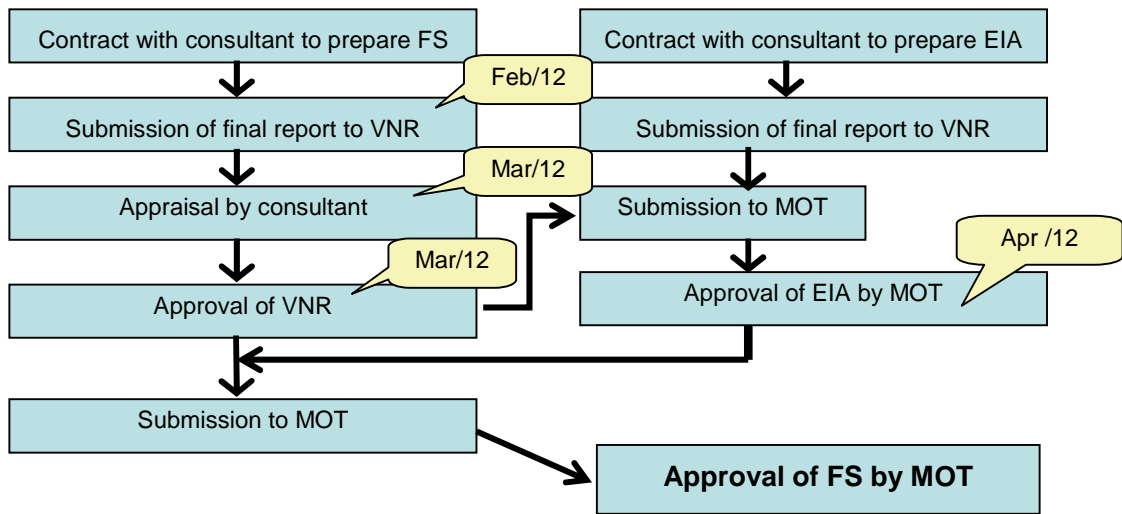 Contract with consultant to prepare FS
Contract with consultant to prepare EIA
Feb/12
Submission of final report to VNR
Submission of final report to VNR
Mar/12
Appraisal by consultant
Submission to MOT
Mar/12
Apr /12
Approval of VNR
Approval of EIA by MOT
Submission to MOT
Approval of FS by MOT